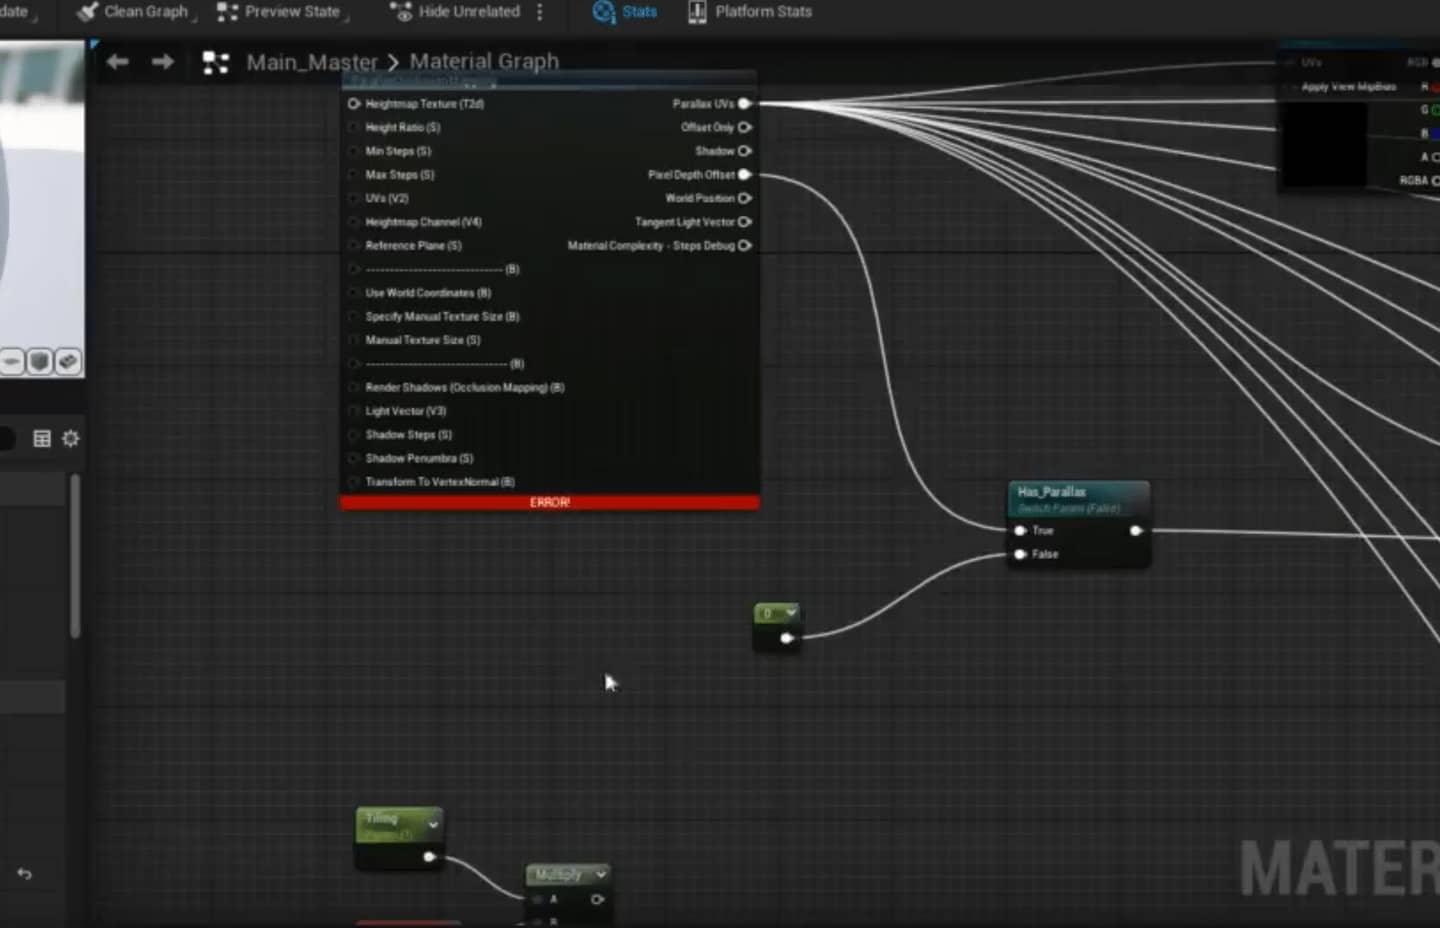 date
Clean Graph
Preview State
Hide Unrelated
Stats
Platform Stats
Main_Master > Material Graph
Heightmap Texture (T2d)
Parallax UVs
Height Ratio (S)
Offset Only
Min Steps (S)
Shadow
Max Steps (S)
Pixel Depth Offset
UVs (V2)
World Position
Heightmap Channel (V4)
Tangent Light Vector
Reference Plane (S)
Material Complexity - Steps Debug
----------------------------- (B)
Use World Coordinates (B)
Specify Manual Texture Size (B)
Manual Texture Size (S)
------------------------------ (B)
Render Shadows (Occlusion Mapping) (B)
Light Vector (V3)
Shadow Steps (S)
Shadow Penumbra (S)
Transform To VertexNormal (B)
ERROR!
UVs
RGB
Apply View MipBias
R
G
B
A
RGBA
Has_Parallax
Switch Param (False)
True
False
0
Tiling
Multiply
A
B
MATER